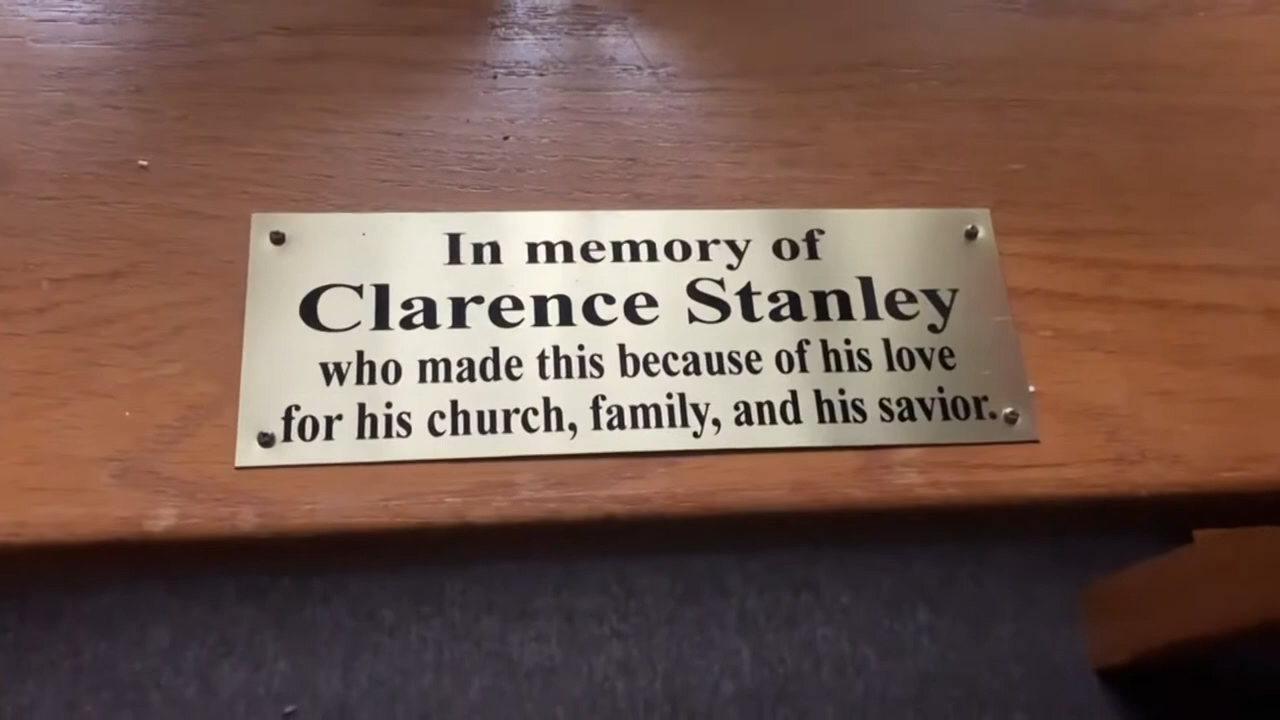 In memory of
Clarence Stanley
who made this because of his love
for his church, family, and his savior.